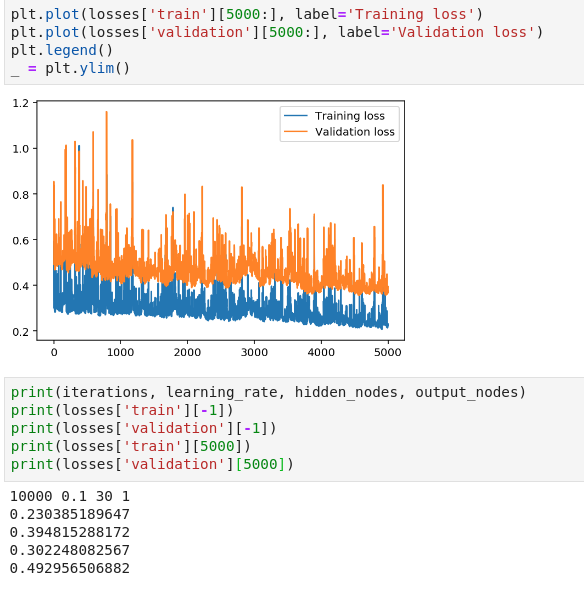 plt.plot(losses['train'][5000:], label='Training loss')
plt.plot(losses['validation'][5000:], label='Validation loss')
plt.legend()
_ = plt.ylim()
Training loss
Validation loss
1.2
1.0
0.8
0.6
0.4
0.2
0 1000 2000 3000 4000 5000
print(iterations, learning_rate, hidden_nodes, output_nodes)
print(losses['train'][-1])
print(losses['validation'][-1])
print(losses['train'][5000])
print(losses['validation'][5000])
10000 0.1 30 1
0.230385189647
0.394815288172
0.302248082567
0.492956506882